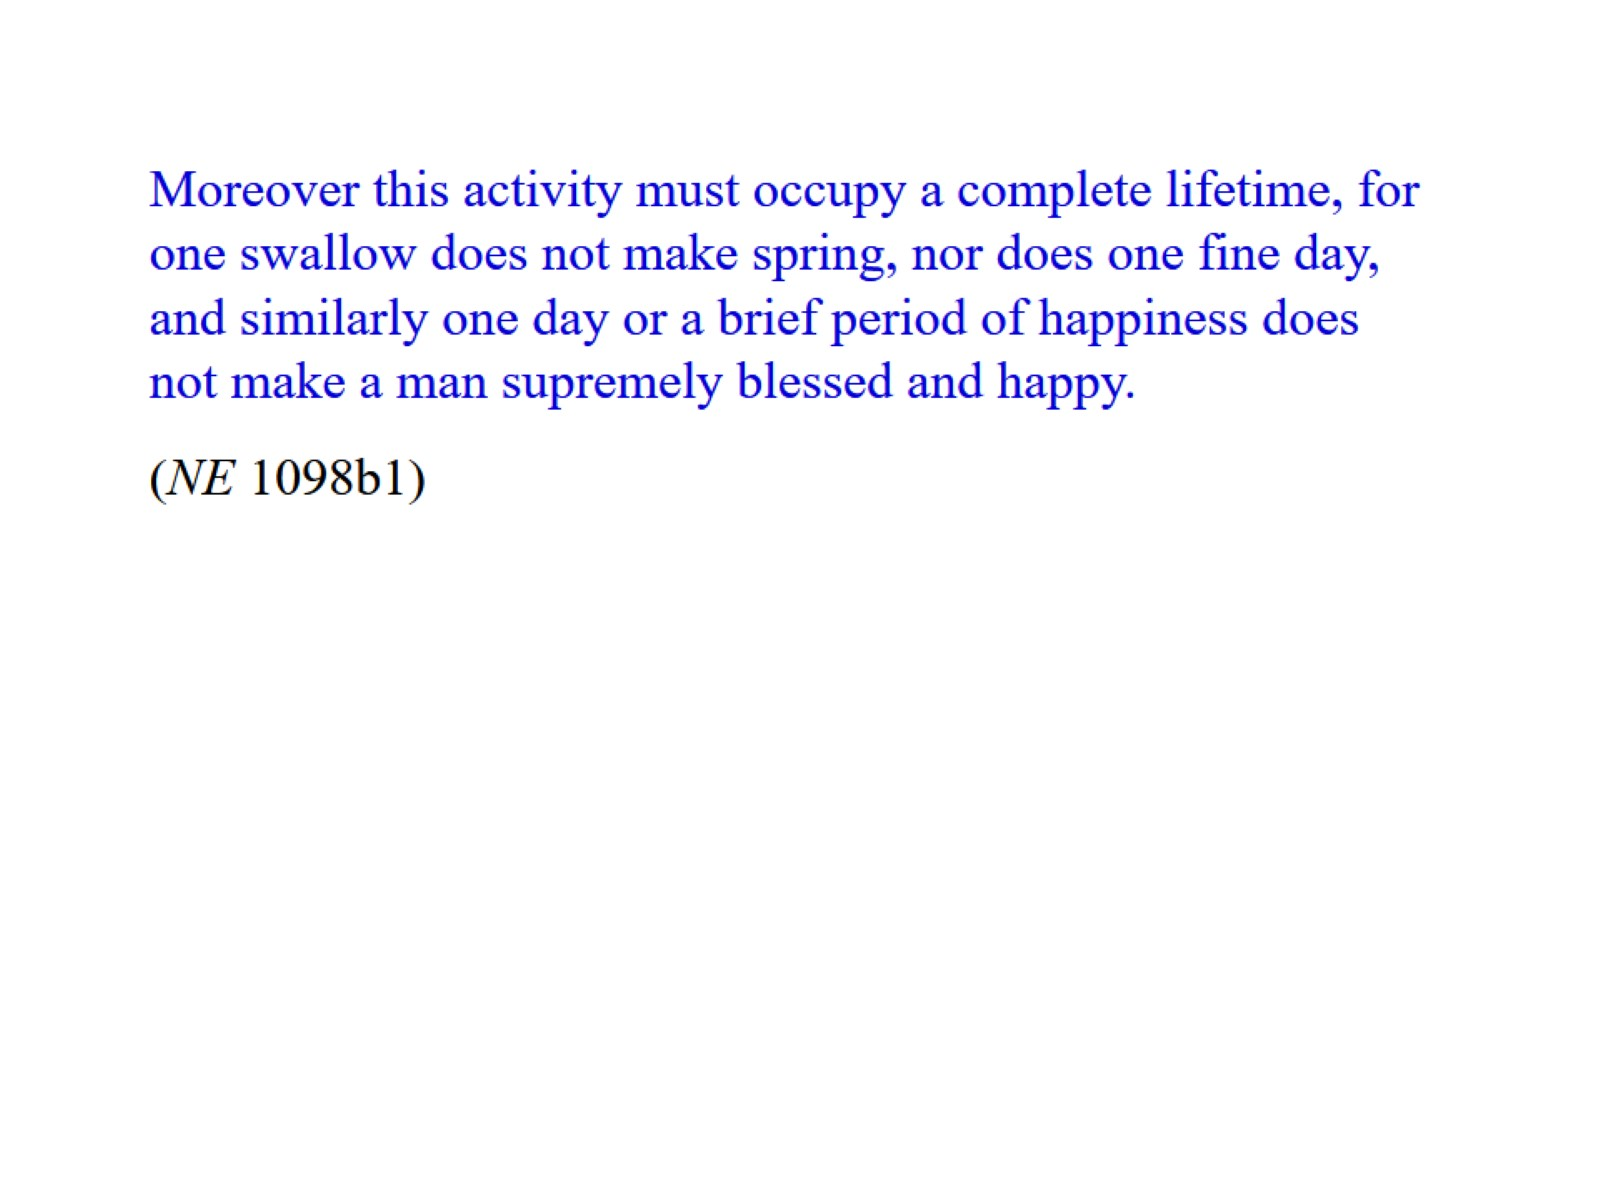 Moreover this activity must occupy a complete lifetime, for
one swallow does not make spring, nor does one fine day,
and similarly one day or a brief period of happiness does
not make a man supremely blessed and happy.
(NE 1098b1)